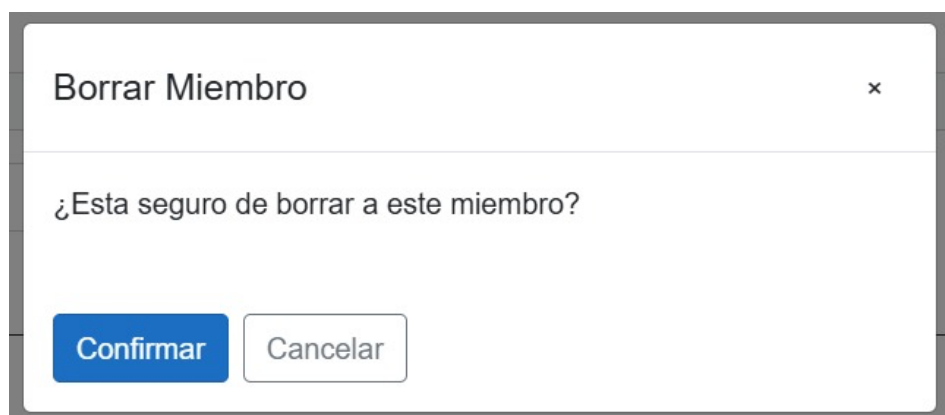 Borrar Miembro ×
¿Esta seguro de borrar a este miembro?
Confirmar Cancelar